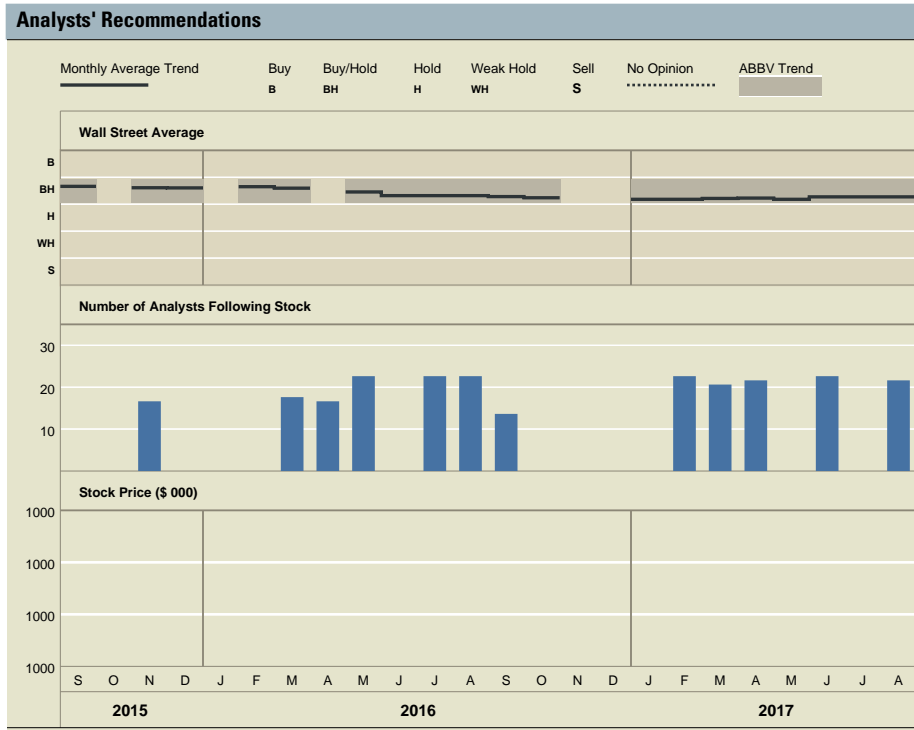 Analysts' Recommendations
Monthly Average Trend Buy Buy/Hold Hold Weak Hold Sell No Opinion ABBV Trend
B BH H WH S
Wall Street Average
B
BH
H
WH
S
Number of Analysts Following Stock
30
20
10
Stock Price ($ 000)
1000
1000
1000
1000
S O N D J F M A M J J A S O N D J F M A M J J A
2015 2016 2017